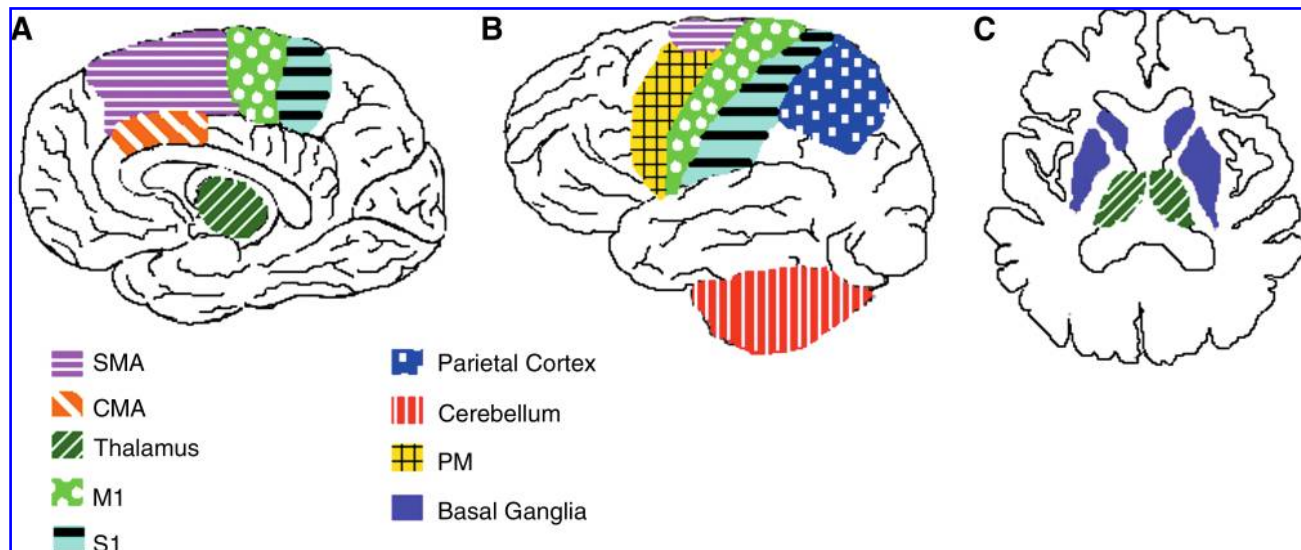 A
B
C
SMA
CMA
Thalamus
M1
S1
Parietal Cortex
Cerebellum
PM
Basal Ganglia